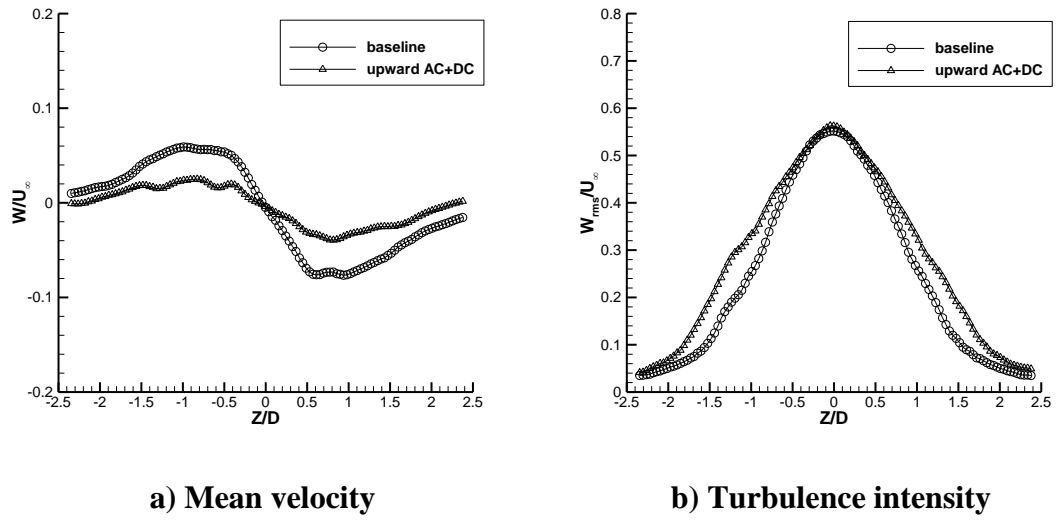 0.2
0.1
0
-0.1
-0.2
W/U∞
-2.5 -2 -1.5 -1 -0.5 0 0.5 1 1.5 2 2.5
Z/D
baseline
upward AC+DC
0.8
0.7
0.6
0.5
0.4
0.3
0.2
0.1
0
Wrms/U∞
-2.5 -2 -1.5 -1 -0.5 0 0.5 1 1.5 2 2.5
Z/D
baseline
upward AC+DC
a) Mean velocity
b) Turbulence intensity